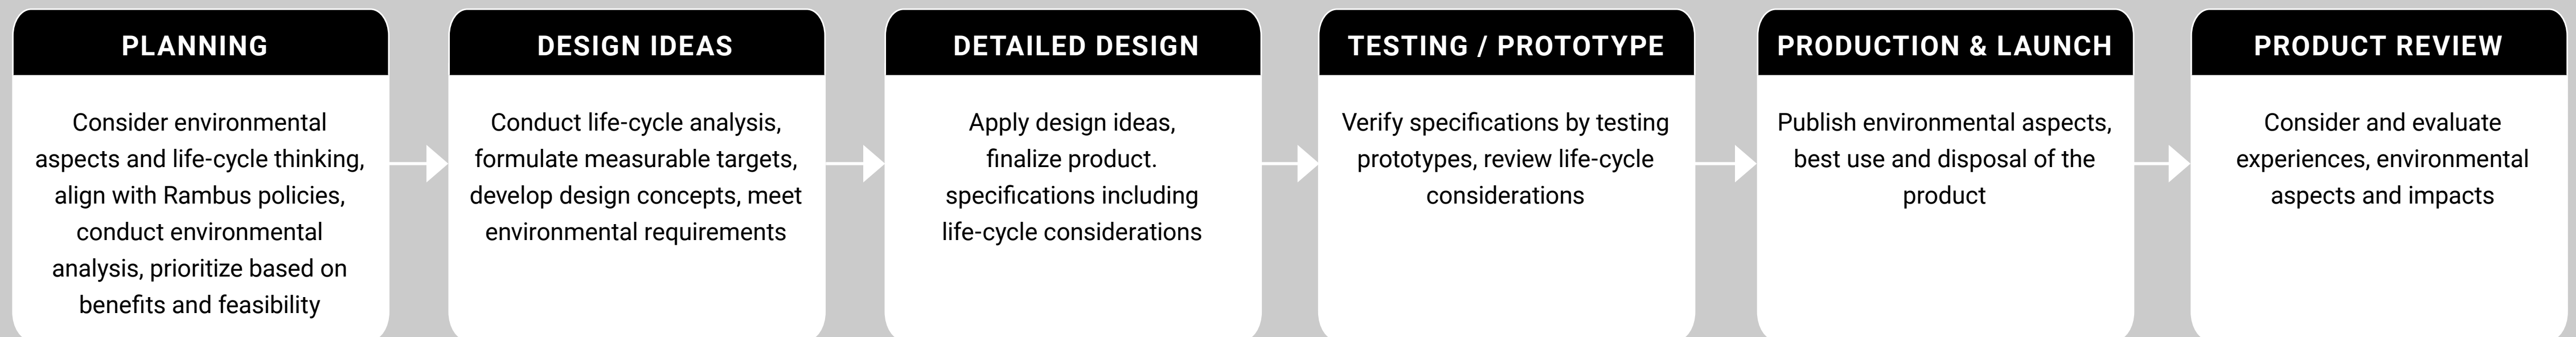 PLANNING
Consider environmental
aspects and life-cycle thinking,
align with Rambus policies,
conduct environmental
analysis, prioritize based on
benefits and feasibility
DESIGN IDEAS
Conduct life-cycle analysis,
formulate measurable targets,
develop design concepts, meet
environmental requirements
DETAILED DESIGN
Apply design ideas,
finalize product.
specifications including
life-cycle considerations
TESTING / PROTOTYPE
Verify specifications by testing
prototypes, review life-cycle
considerations
PRODUCTION & LAUNCH
Publish environmental aspects,
best use and disposal of the
product
PRODUCT REVIEW
Consider and evaluate
experiences, environmental
aspects and impacts